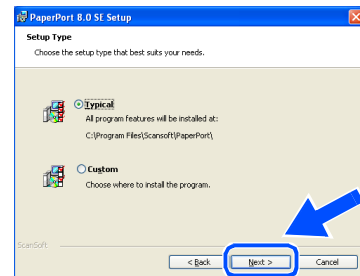 PaperPort 8.0 SE Setup
Setup Type
Choose the setup type that best suits your needs.
Typical
All program features will be installed at:
C:\Program Files\Scansoft\PaperPort\
Custom
Choose where to install the program.
ScanSoft
< Back Next > Cancel